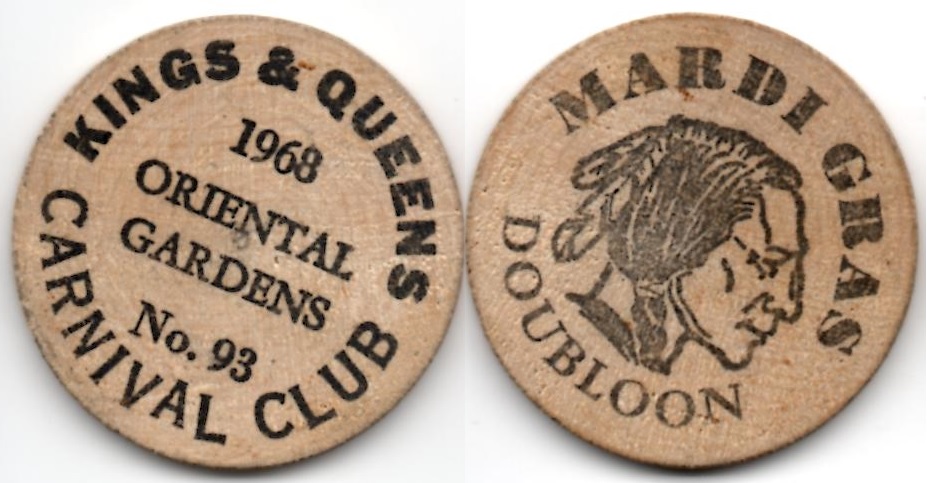 KINGS & QUEENS
CARNIVAL CLUB
1968
ORIENTAL
GARDENS
No. 93
MARDI GRAS
DOUBLOON